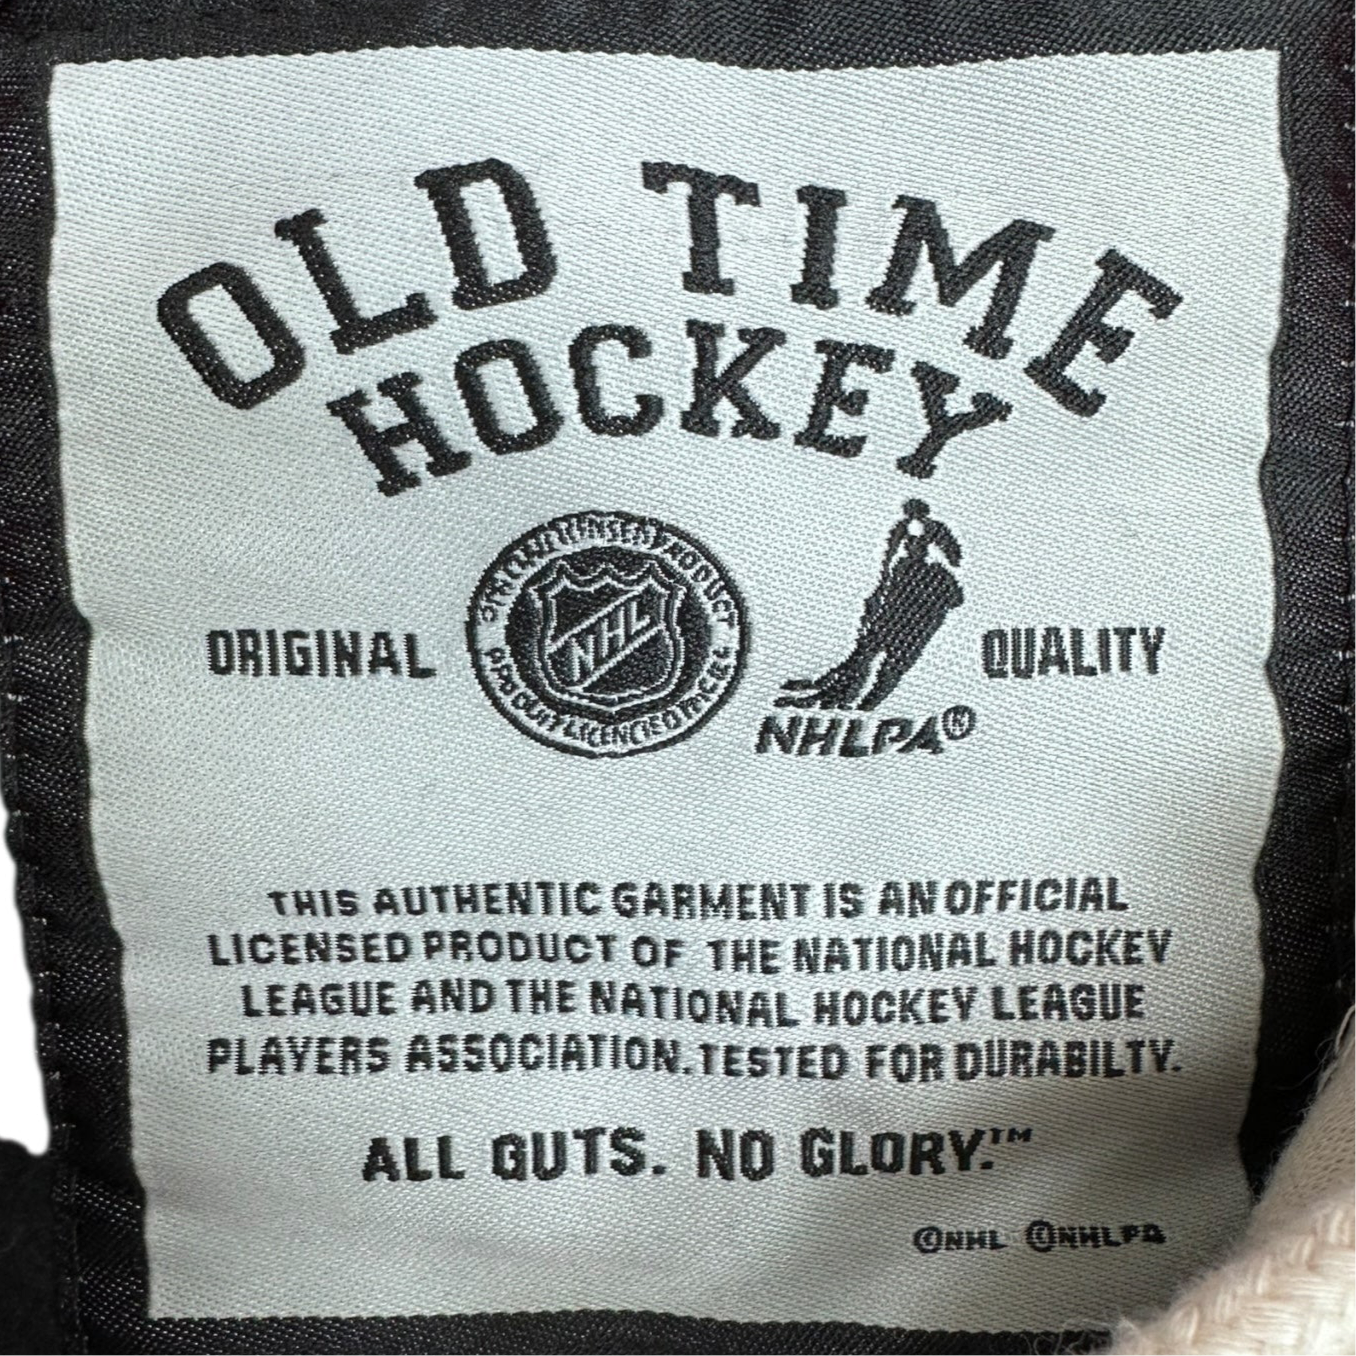 OLD TIME
HOCKEY
ORIGINAL
NHL
NHLPA®
QUALITY
THIS AUTHENTIC GARMENT IS AN OFFICIAL
LICENSED PRODUCT OF THE NATIONAL HOCKEY
LEAGUE AND THE NATIONAL HOCKEY LEAGUE
PLAYERS ASSOCIATION.TESTED FOR DURABILTY.
ALL GUTS. NO GLORY.™
©NHL ©NHLPA